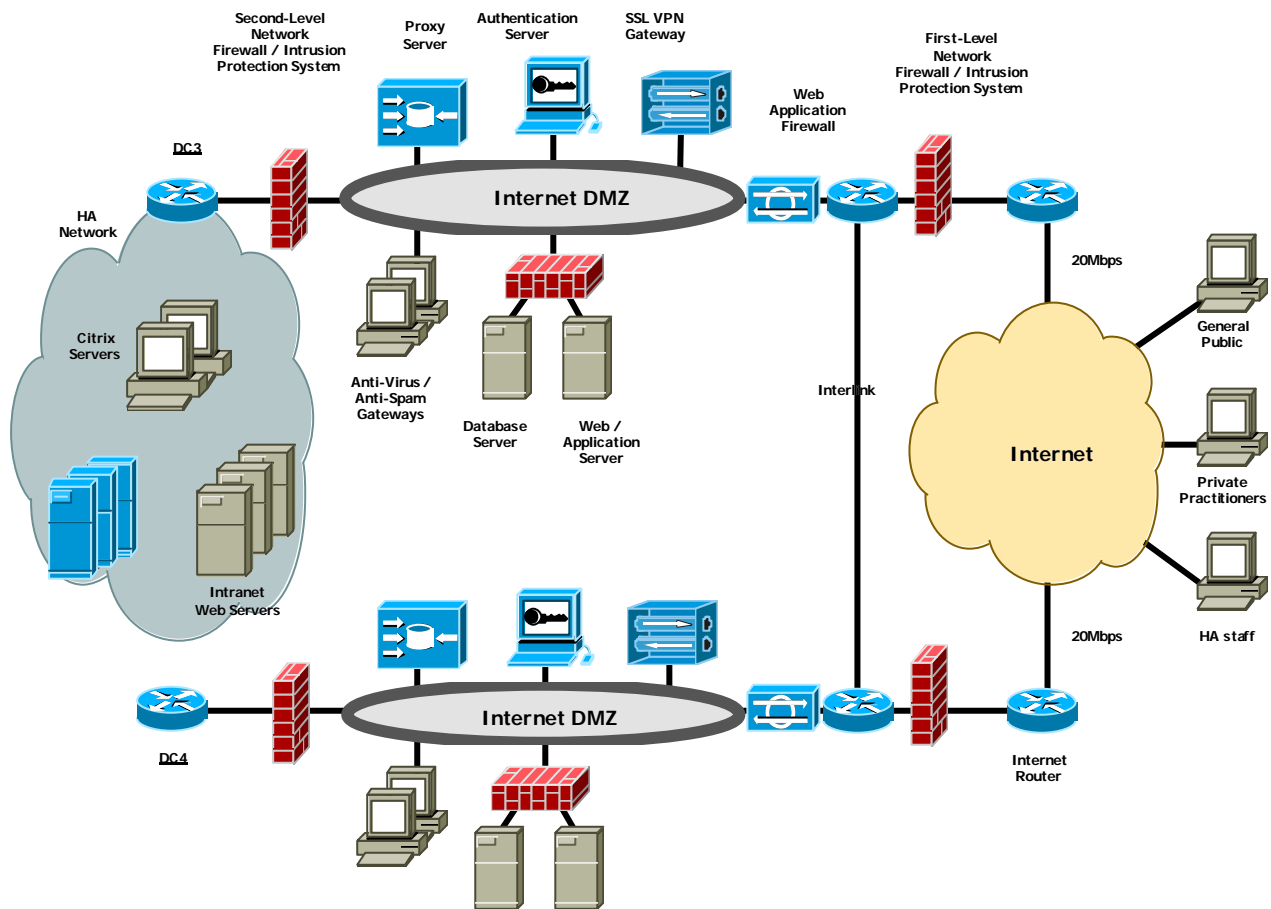 Second-Level
Network
Firewall / Intrusion
Protection System
Proxy
Server
Authentication
Server
SSL VPN
Gateway
First-Level
Network
Firewall / Intrusion
Protection System
Web
Application
Firewall
DC3
Internet DMZ
HA
Network
20Mbps
General
Public
Citrix
Servers
Anti-Virus /
Anti-Spam
Gateways
Database
Server
Web /
Application
Server
Interlink
Internet
Private
Practitioners
Intranet
Web Servers
20Mbps
HA staff
Internet DMZ
DC4
Internet
Router